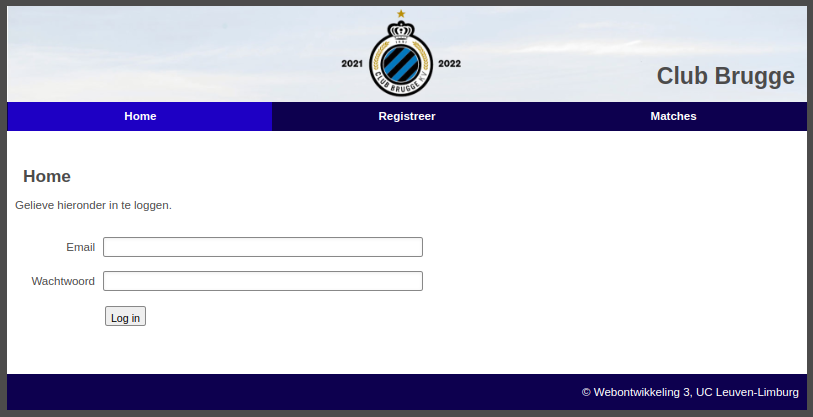 2021
CLUB BRUGGE K.V.
2022
Club Brugge
Home
Registreer
Matches
Home
Gelieve hieronder in te loggen.
Email
Wachtwoord
Log in
© Webontwikkeling 3, UC Leuven-Limburg